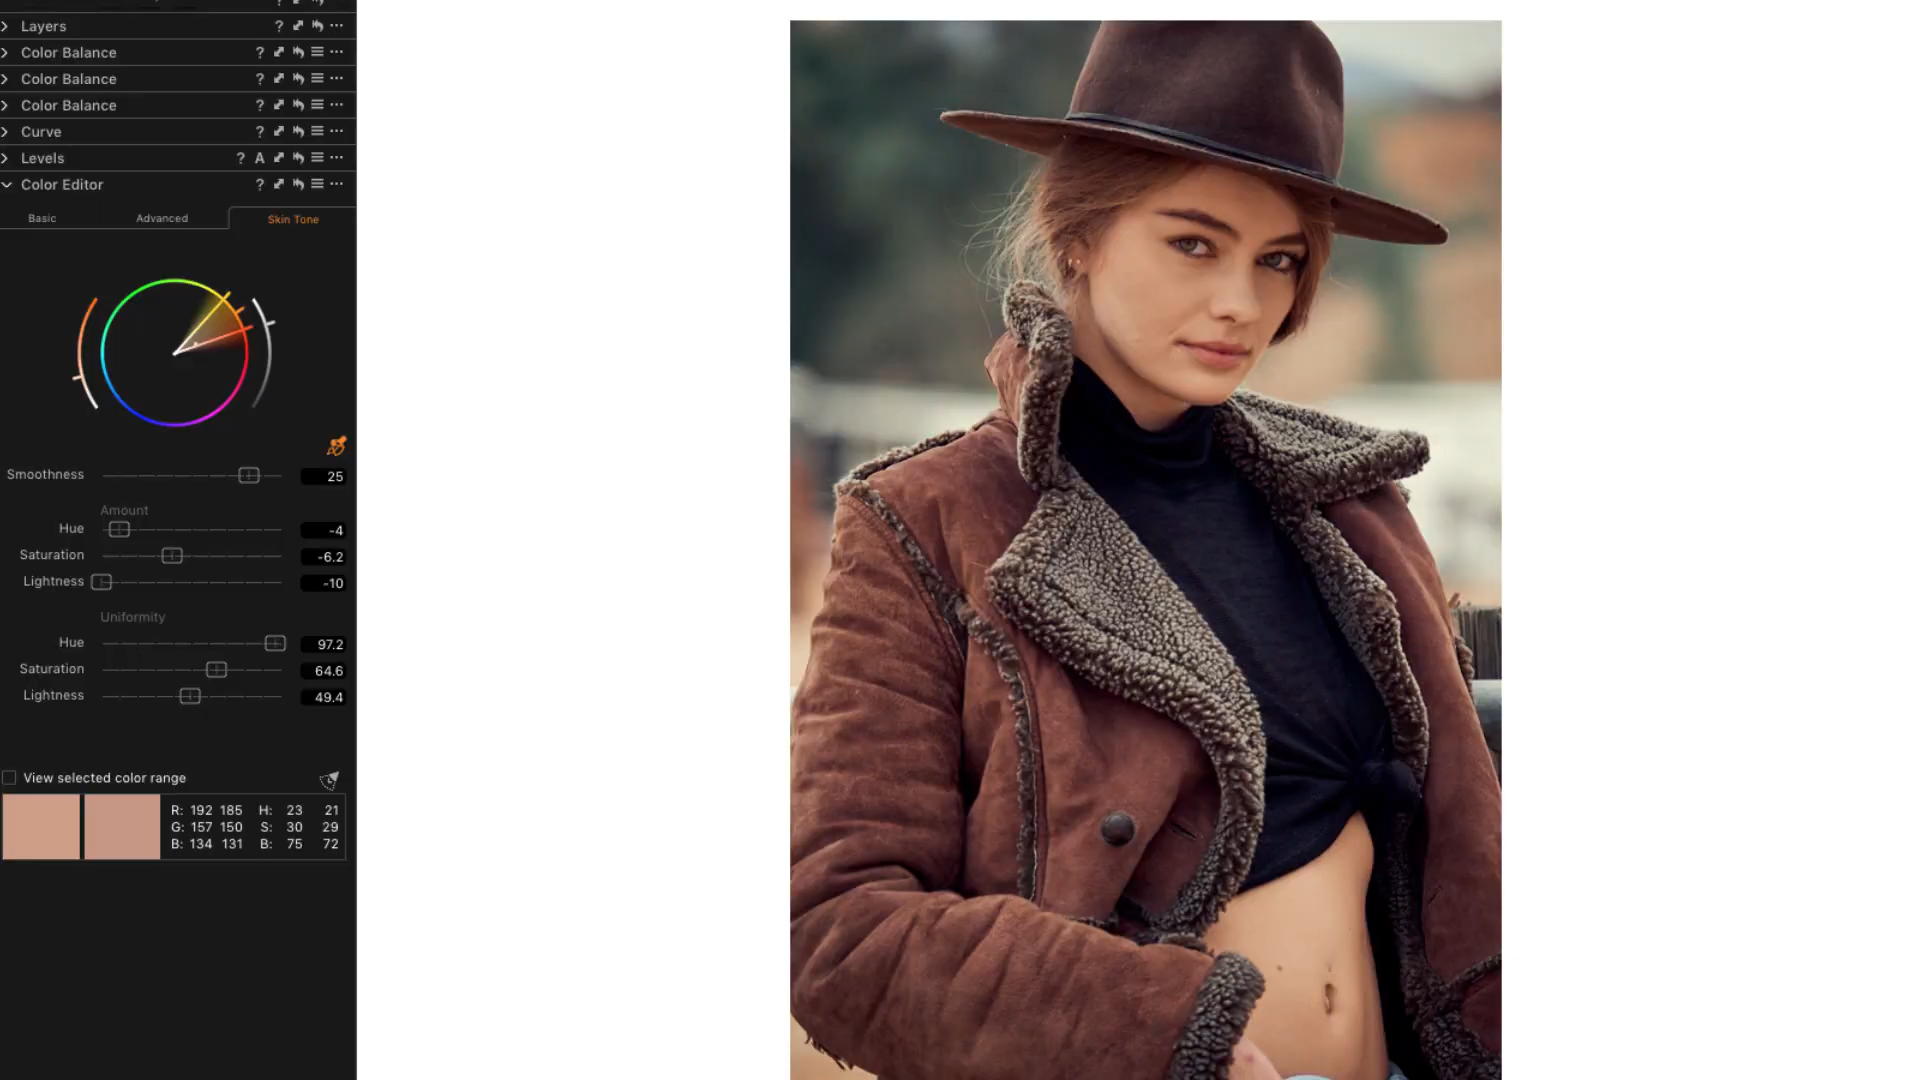 Layers
Color Balance
Color Balance
Color Balance
Curve
Levels ? A
Color Editor
Basic Advanced Skin Tone
Smoothness 25
Amount
Hue -4
Saturation -6.2
Lightness -10
Uniformity
Hue 97.2
Saturation 64.6
Lightness 49.4
View selected color range
R: 192 185 H: 23 21
G: 157 150 S: 30 29
B: 134 131 B: 75 72